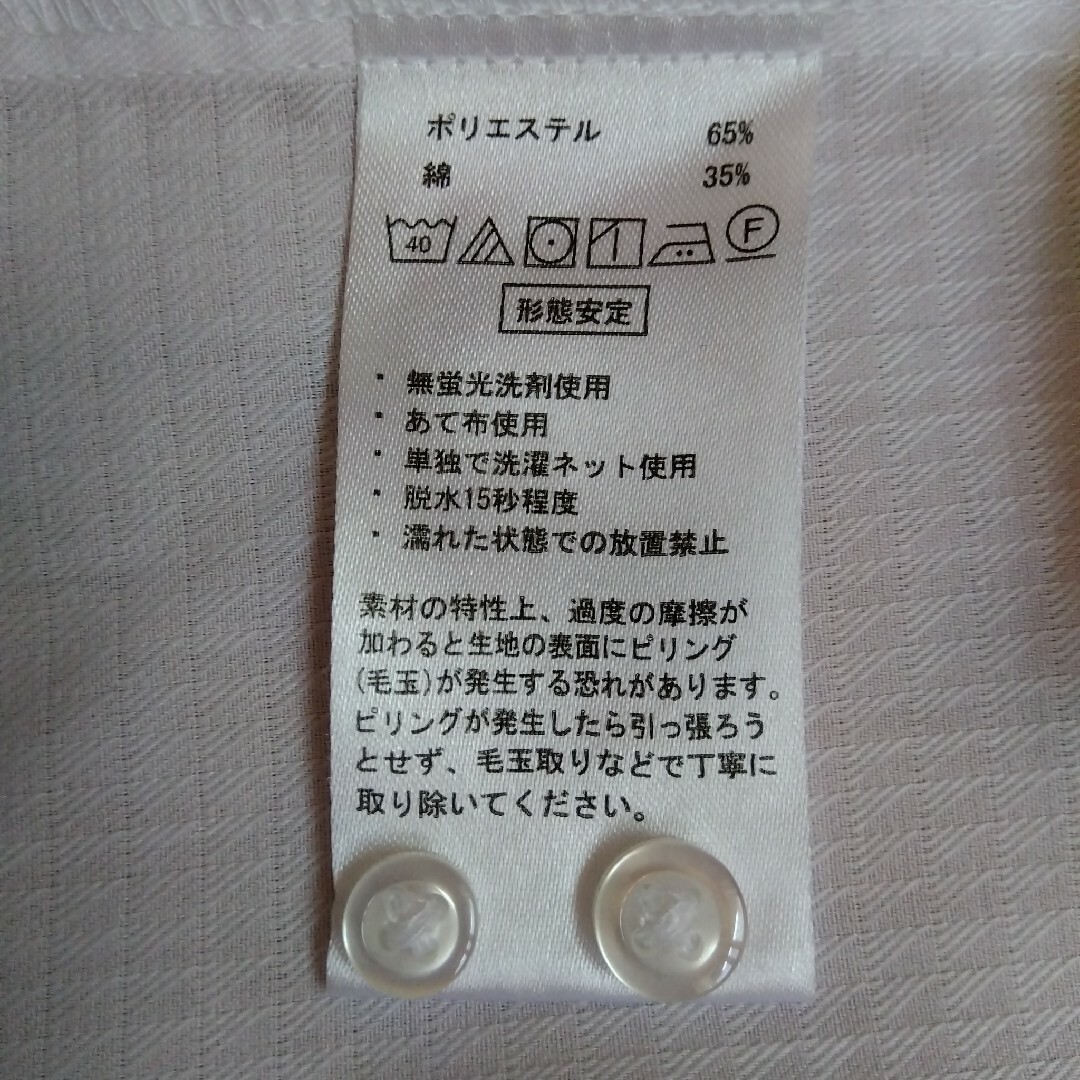 ポリエステル 65%
綿 35%
40 F
形態安定
・無蛍光洗剤使用
・あて布使用
・単独で洗濯ネット使用
・脱水15秒程度
・濡れた状態での放置禁止
素材の特性上、過度の摩擦が
加わると生地の表面にピリング
(毛玉)が発生する恐れがあります。
ピリングが発生したら引っ張ろう
とせず、毛玉取りなどで丁寧に
取り除いてください。